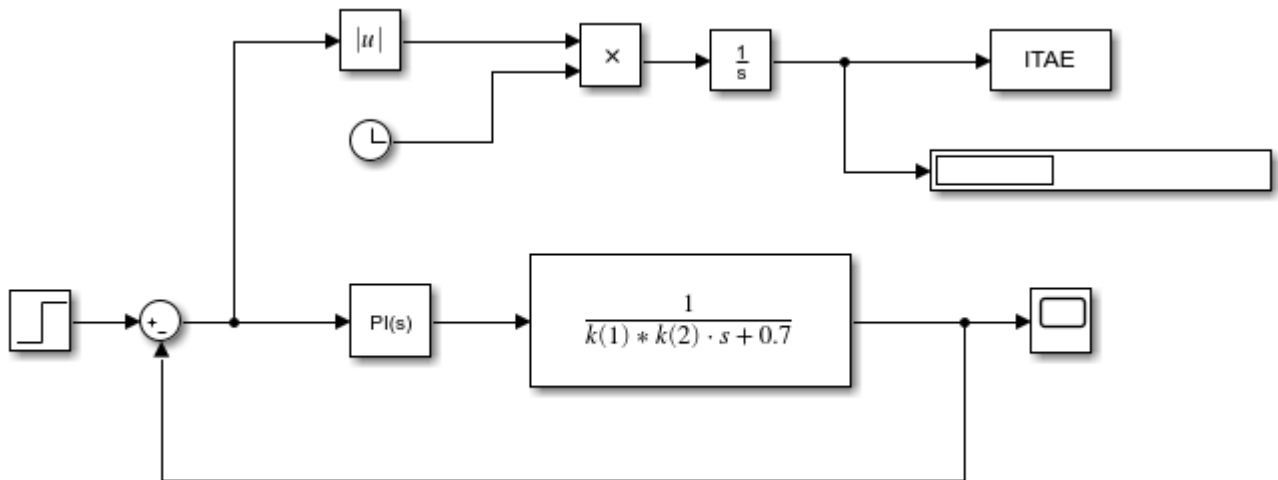 |u|
×
1
s
ITAE
+
-
PI(s)
1
k(1) * k(2) · s + 0.7